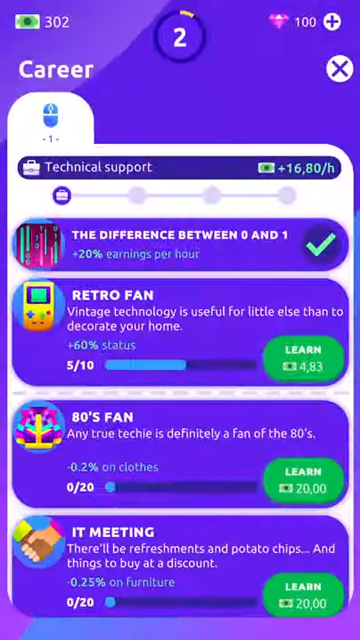 302
2
100
Career
- 1 -
Technical support
+16,80/h
THE DIFFERENCE BETWEEN 0 AND 1
+20% earnings per hour
RETRO FAN
Vintage technology is useful for little else than to
decorate your home.
+60% status
5/10
LEARN
4,83
80'S FAN
Any true techie is definitely a fan of the 80's.
-0.2% on clothes
0/20
LEARN
20,00
IT MEETING
There'll be refreshments and potato chips... And
things to buy at a discount.
-0.25% on furniture
0/20
LEARN
20,00